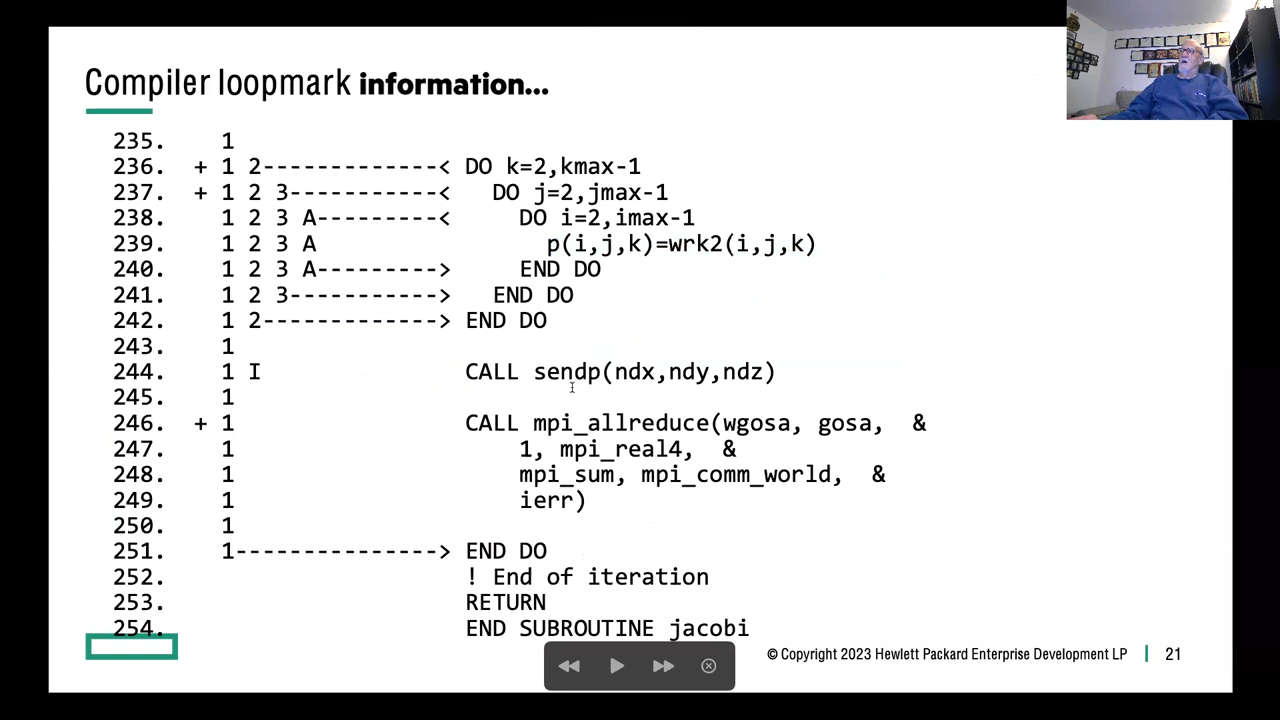 Compiler loopmark information...
235.    1
236.  + 1 2-------------< DO k=2,kmax-1
237.  + 1 2 3-----------<   DO j=2,jmax-1
238.    1 2 3 A---------<     DO i=2,imax-1
239.    1 2 3 A                 p(i,j,k)=wrk2(i,j,k)
240.    1 2 3 A--------->     END DO
241.    1 2 3----------->   END DO
242.    1 2-------------> END DO
243.    1
244.    1 I               CALL sendp(ndx,ndy,ndz)
245.    1
246.  + 1                 CALL mpi_allreduce(wgosa, gosa,  &
247.    1                     1, mpi_real4,  &
248.    1                     mpi_sum, mpi_comm_world,  &
249.    1                     ierr)
250.    1
251.    1---------------> END DO
252.                      ! End of iteration
253.                      RETURN
254.                      END SUBROUTINE jacobi
© Copyright 2023 Hewlett Packard Enterprise Development LP | 21